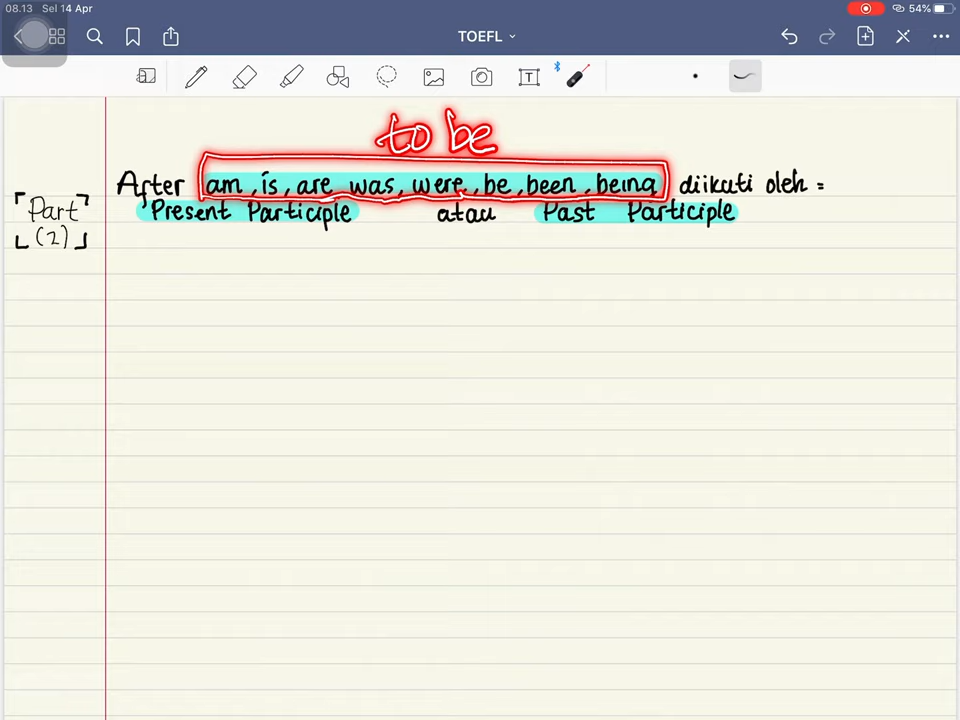 08.13 Sel 14 Apr
54%
TOEFL
T
to be
After am, is, are was, were, be, been, being diikuti oleh =
Present Participle atau Past Participle
Part
(2)